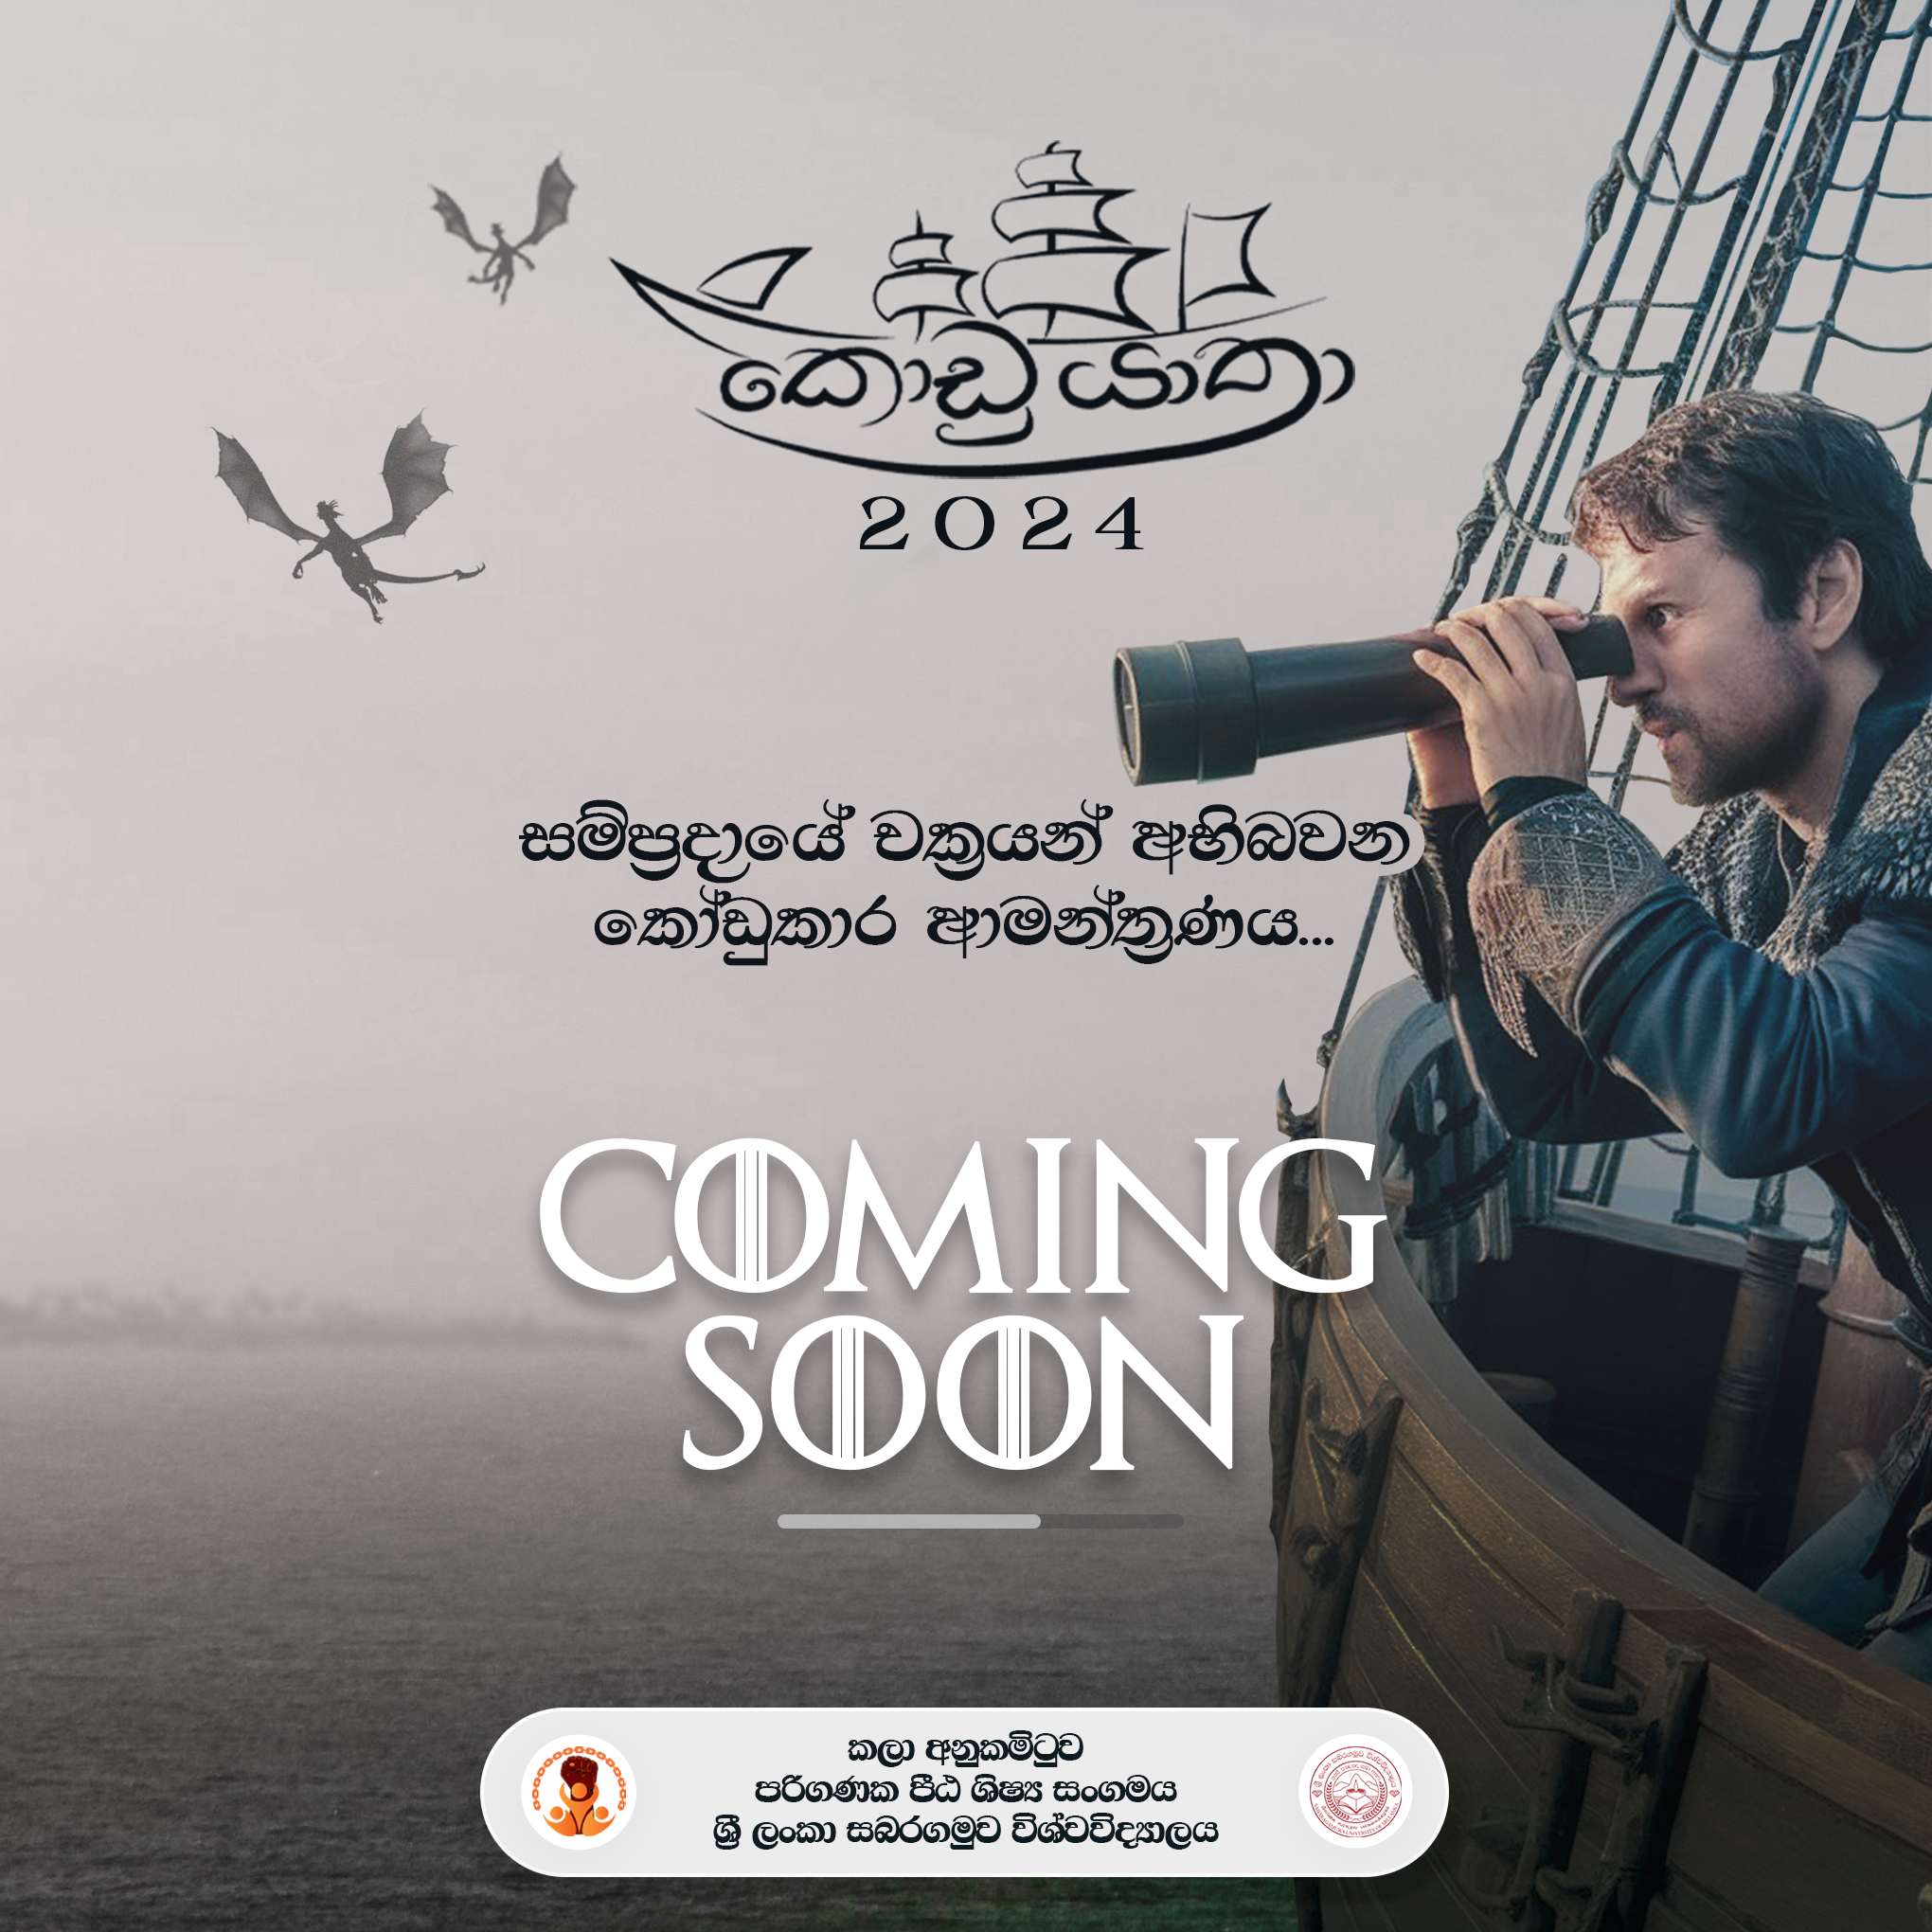 කොඩුයාත්‍රා
2024
සම්ප්‍රදායේ චක්‍රයන් අභිබවන
කෝඩුකාර ආමන්ත්‍රණය...
COMING
SOON
කලා අනුකමිටුව
පරිගණක පීඨ ශිෂ්‍ය සංගමය
ශ්‍රී ලංකා සබරගමුව විශ්වවිද්‍යාලය